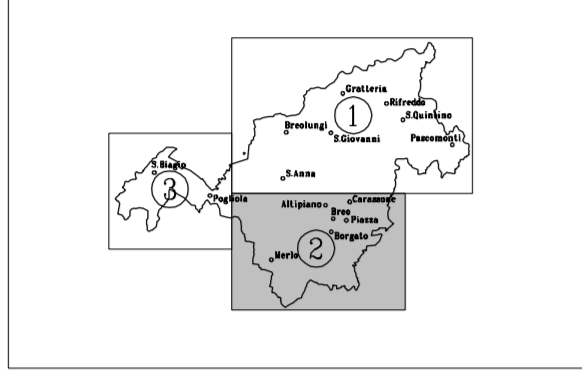 Gratteria
Rifreddo
1
S.Quintino
Breolungi
S.Giovanni
Pascomonti
S.Biagio
3
S.Anna
Pogliola
Carassone
Altipiano
Breo
Piazza
Borgato
2
Merlo